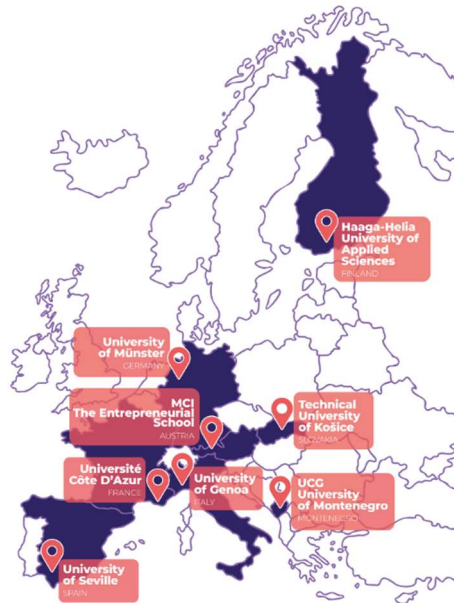 Haaga-Helia
University of
Applied
Sciences
FINLAND
University
of Münster
GERMANY
MCI
The Entrepreneurial
School
AUSTRIA
Technical
University
of Košice
SLOVAKIA
Université
Côte D'Azur
FRANCE
University
of Genoa
ITALY
UCG
University
of Montenegro
MONTENEGRO
University
of Seville
SPAIN